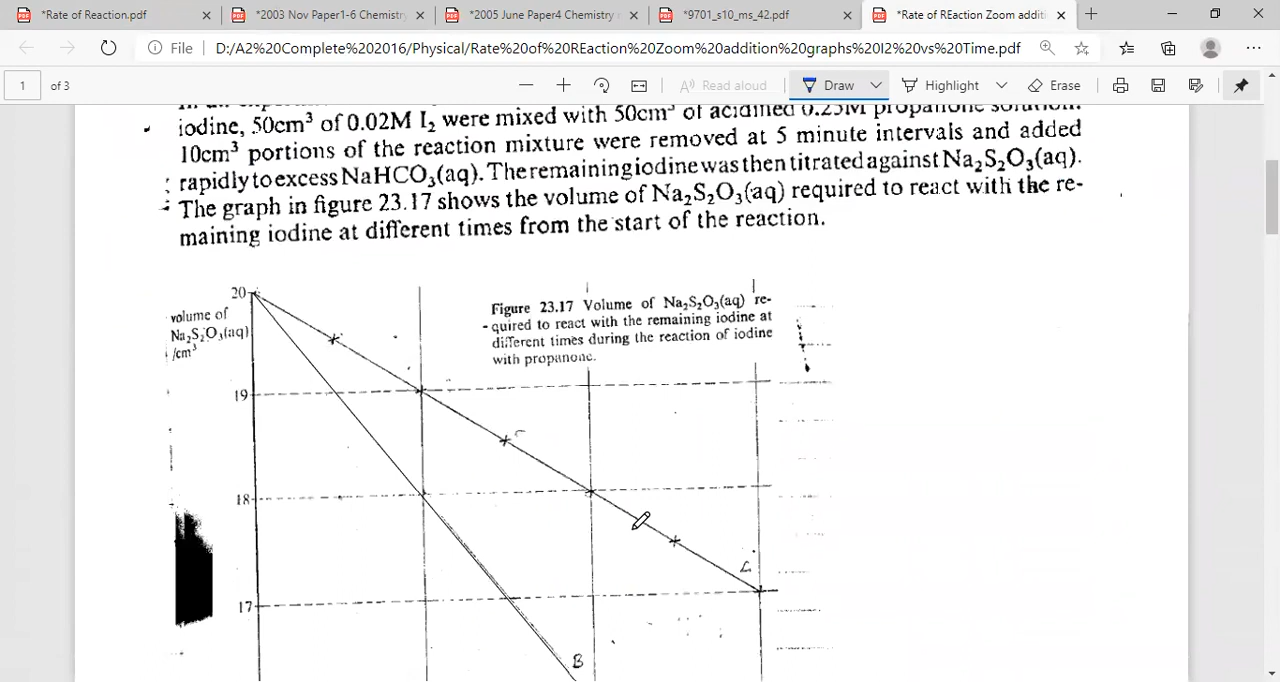 *Rate of Reaction.pdf
*2003 Nov Paper1-6 Chemistry
*2005 June Paper4 Chemistry
*9701_s10_ms_42.pdf
*Rate of REaction Zoom additi
File D:/A2%20Complete%202016/Physical/Rate%20of%20REaction%20Zoom%20addition%20graphs%20I2%20vs%20Time.pdf
1 of 3 Read aloud Draw Highlight Erase
iodine, 50cm³ of 0.02M I₂ were mixed with 50cm³ of acidified 0.25M propanone solution.
10cm³ portions of the reaction mixture were removed at 5 minute intervals and added
rapidly to excess NaHCO₃(aq). The remaining iodine was then titrated against Na₂S₂O₃(aq).
The graph in figure 23.17 shows the volume of Na₂S₂O₃(aq) required to react with the re-
maining iodine at different times from the start of the reaction.
20
volume of
Na₂S₂O₃(aq)
/cm³
Figure 23.17 Volume of Na₂S₂O₃(aq) re-
quired to react with the remaining iodine at
different times during the reaction of iodine
with propanone.
19
18
17
B